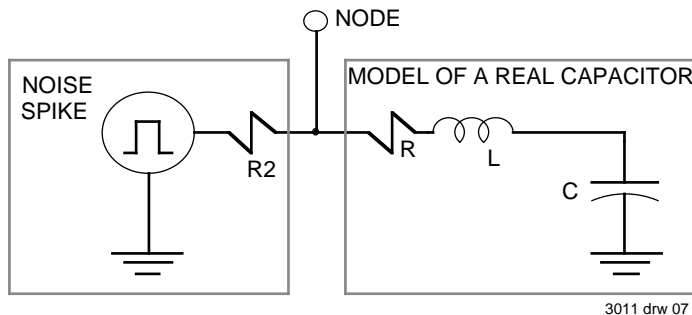 NODE
NOISE
SPIKE
MODEL OF A REAL CAPACITOR
R2
R
L
C
3011 drw 07